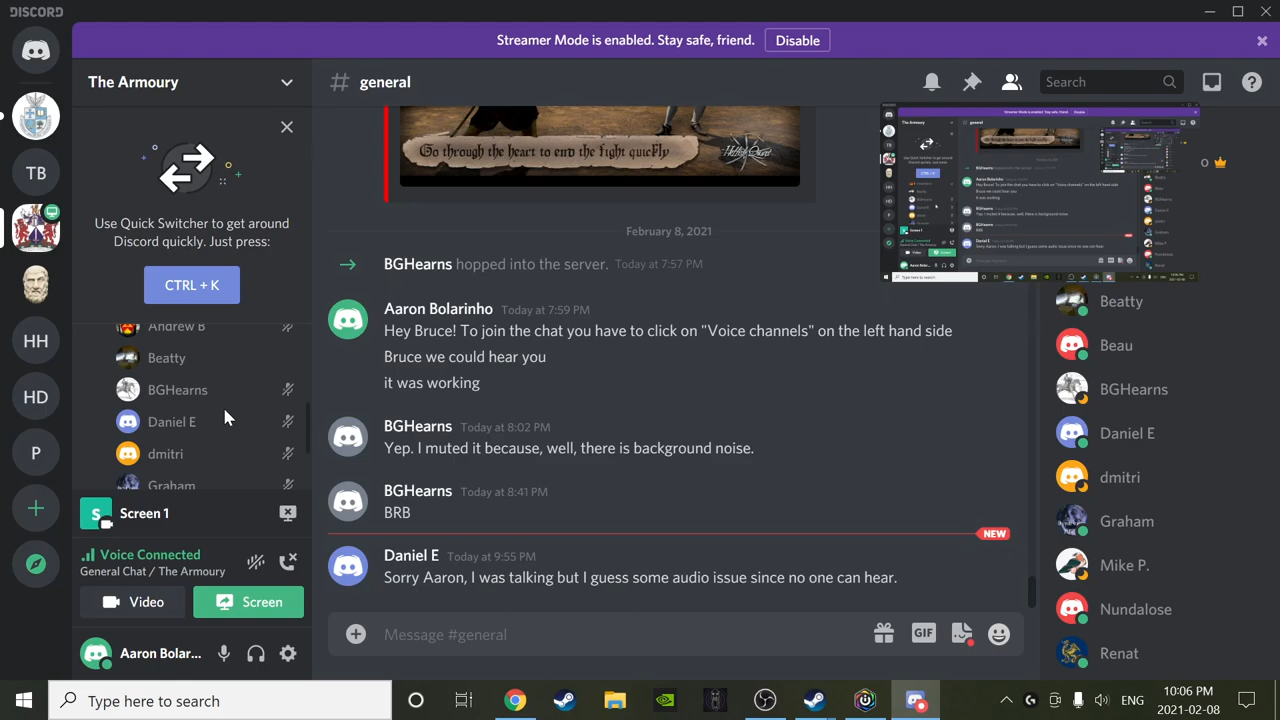 DISCORD
Streamer Mode is enabled. Stay safe, friend.
Disable
The Armoury
general
Search
Use Quick Switcher to get around
Discord quickly. Just press:
CTRL + K
TB
HH
HD
P
Andrew B
Beatty
BGHearns
Daniel E
dmitri
Graham
S
Screen 1
Voice Connected
General Chat / The Armoury
Video
Screen
Aaron Bolar...
Go through the heart to end the fight quickly
February 8, 2021
BGHearns hopped into the server. Today at 7:57 PM
Aaron Bolarinho Today at 7:59 PM
Hey Bruce! To join the chat you have to click on "Voice channels" on the left hand side
Bruce we could hear you
it was working
BGHearns Today at 8:02 PM
Yep. I muted it because, well, there is background noise.
BGHearns Today at 8:41 PM
BRB
NEW
Daniel E Today at 9:55 PM
Sorry Aaron, I was talking but I guess some audio issue since no one can hear.
Message #general
GIF
Beatty
Beau
BGHearns
Daniel E
dmitri
Graham
Mike P.
Nundalose
Renat
Type here to search
ENG
10:06 PM
2021-02-08